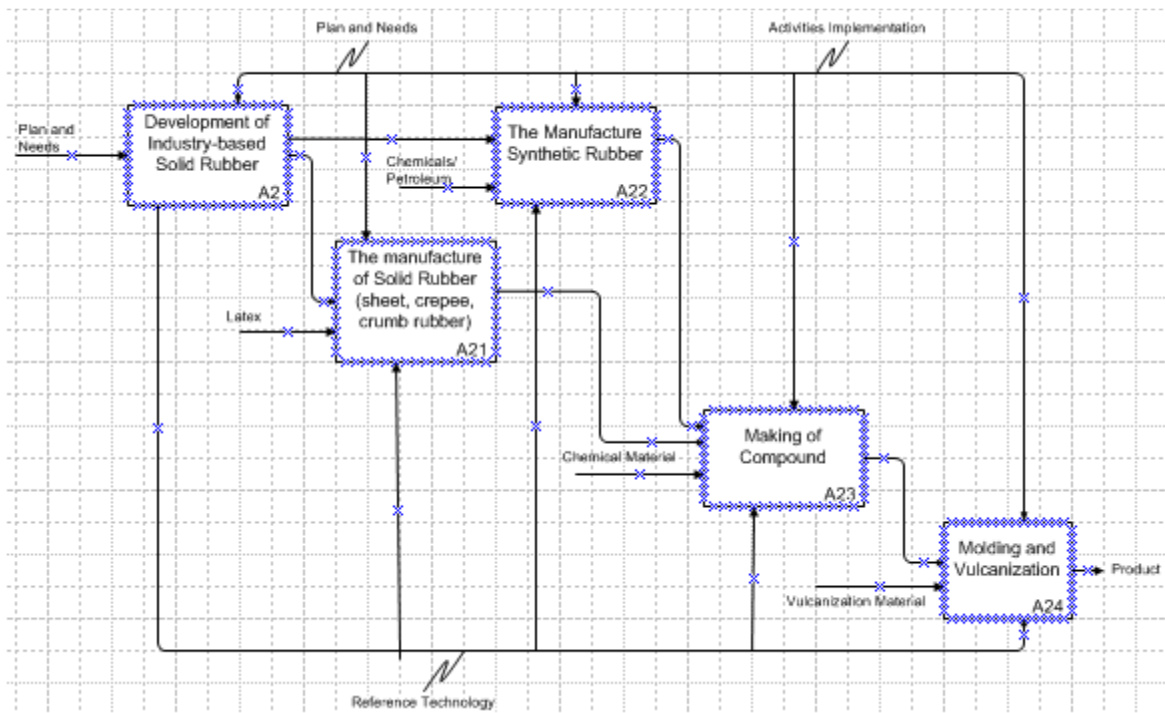 Plan and Needs
Activities Implementation
Plan and
Needs
Development of
Industry-based
Solid Rubber
A2
Chemicals/
Petroleum
The Manufacture
Synthetic Rubber
A22
The manufacture
of Solid Rubber
(sheet, crepee,
crumb rubber)
A21
Latex
Chemical Material
Making of
Compound
A23
Molding and
Vulcanization
A24
Product
Vulcanization Material
Reference Technology